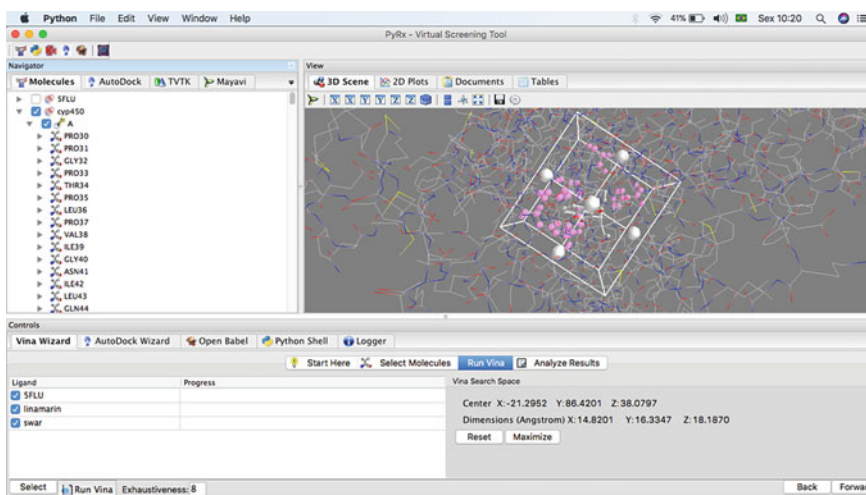 Python File Edit View Window Help 41% Sex 10:20
PyRx - Virtual Screening Tool
Navigator
Molecules AutoDock TVTK Mayavi
SFLU
cyp450
A
PRO30
PRO31
GLY32
PRO33
THR34
PRO35
LEU36
PRO37
VAL38
ILE39
GLY40
ASN41
ILE42
LEU43
GLN44
View
3D Scene 2D Plots Documents Tables
X X Y Y Z Z
Controls
Vina Wizard AutoDock Wizard Open Babel Python Shell Logger
Start Here Select Molecules Run Vina Analyze Results
Ligand Progress
SFLU
linamarin
swar
Vina Search Space
Center X:-21.2952 Y:86.4201 Z:38.0797
Dimensions (Angstrom) X:14.8201 Y:16.3347 Z:18.1870
Reset Maximize
Select Run Vina Exhaustiveness: 8 Back Forwa